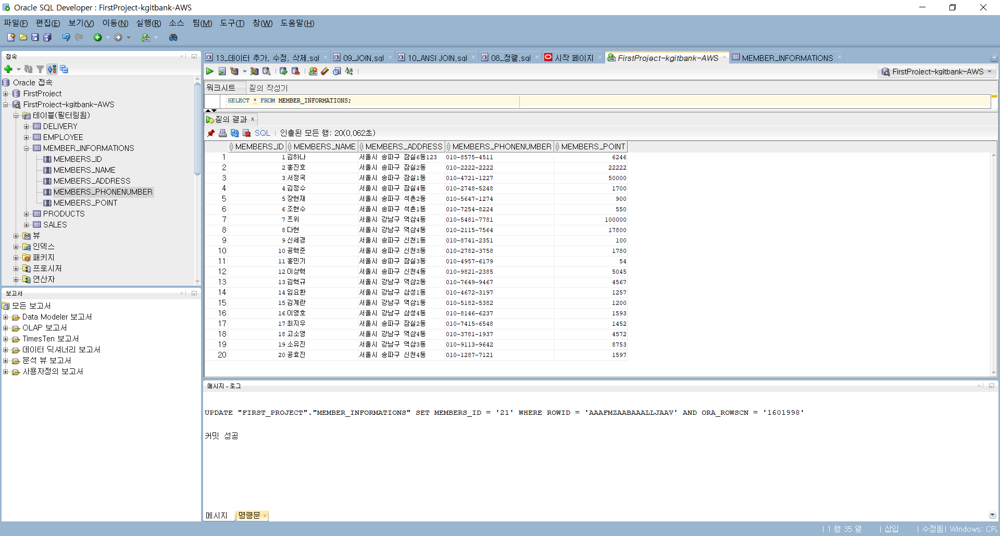 Oracle SQL Developer : FirstProject-kgitbank-AWS
파일(F) 편집(E) 보기(V) 이동(N) 실행(R) 소스 팀(M) 도구(T) 창(W) 도움말(H)
접속
Oracle 접속
FirstProject
FirstProject-kgitbank-AWS
테이블(필터링됨)
DELIVERY
EMPLOYEE
MEMBER_INFORMATIONS
MEMBERS_ID
MEMBERS_NAME
MEMBERS_ADDRESS
MEMBERS_PHONENUMBER
MEMBERS_POINT
PRODUCTS
SALES
뷰
인덱스
패키지
프로시저
연산자
보고서
모든 보고서
Data Modeler 보고서
OLAP 보고서
TimesTen 보고서
데이터 딕셔너리 보고서
분석 뷰 보고서
사용자정의 보고서
13_데이터 추가, 수정, 삭제.sql 09_JOIN.sql 10_ANSI JOIN.sql 08_정렬.sql 시작 페이지 FirstProject-kgitbank-AWS MEMBER_INFORMATIONS
FirstProject-kgitbank-AWS
워크시트 질의 작성기
SELECT * FROM MEMBER_INFORMATIONS;
질의 결과 x
SQL 인출된 모든 행: 20(0.062초)
MEMBERS_ID MEMBERS_NAME MEMBERS_ADDRESS MEMBERS_PHONENUMBER MEMBERS_POINT
1 1 김하나 서울시 송파구 잠실6동123 010-8575-4511 6246
2 2 홍진호 서울시 송파구 잠실2동 010-2222-2222 22222
3 3 서정국 서울시 송파구 잠실1동 010-4721-1227 50000
4 4 김정수 서울시 송파구 잠실4동 010-2748-5248 1700
5 5 장현재 서울시 송파구 석촌2동 010-5647-1274 900
6 6 조현수 서울시 송파구 석촌1동 010-7254-8224 550
7 7 쯔위 서울시 강남구 역삼4동 010-5481-7781 100000
8 8 다현 서울시 강남구 역삼4동 010-2115-7564 17800
9 9 신세경 서울시 송파구 신천1동 010-8741-2351 100
10 10 공혁준 서울시 송파구 신천3동 010-2782-3758 1780
11 11 홍민기 서울시 송파구 잠실3동 010-4957-6179 54
12 12 이상혁 서울시 송파구 신천4동 010-9821-2385 5045
13 13 김혁규 서울시 강남구 역삼2동 010-7649-9467 4567
14 14 임요환 서울시 강남구 삼성1동 010-4672-3197 1257
15 15 김계란 서울시 강남구 역삼1동 010-5182-5382 1200
16 16 이영호 서울시 강남구 삼성4동 010-8146-6237 1593
17 17 최지우 서울시 송파구 잠실2동 010-7415-6548 1452
18 18 고소영 서울시 강남구 역삼4동 010-3781-1937 4572
19 19 소유진 서울시 강남구 역삼3동 010-9113-9642 8753
20 20 공효진 서울시 송파구 신천4동 010-1287-7121 1597
메시지 - 로그
UPDATE "FIRST_PROJECT"."MEMBER_INFORMATIONS" SET MEMBERS_ID = '21' WHERE ROWID = 'AAAFMZAABAAALLJAAV' AND ORA_ROWSCN = '1601998'
커밋 성공
메시지 명령문
| 1 행 35 열 | 삽입 | 수정됨| Windows: CR,